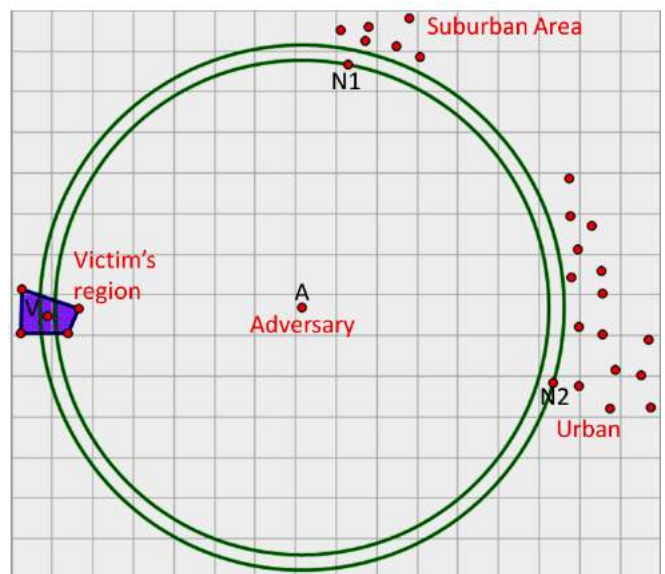 Suburban Area
N1
Victim's
region
V
A
Adversary
N2
Urban